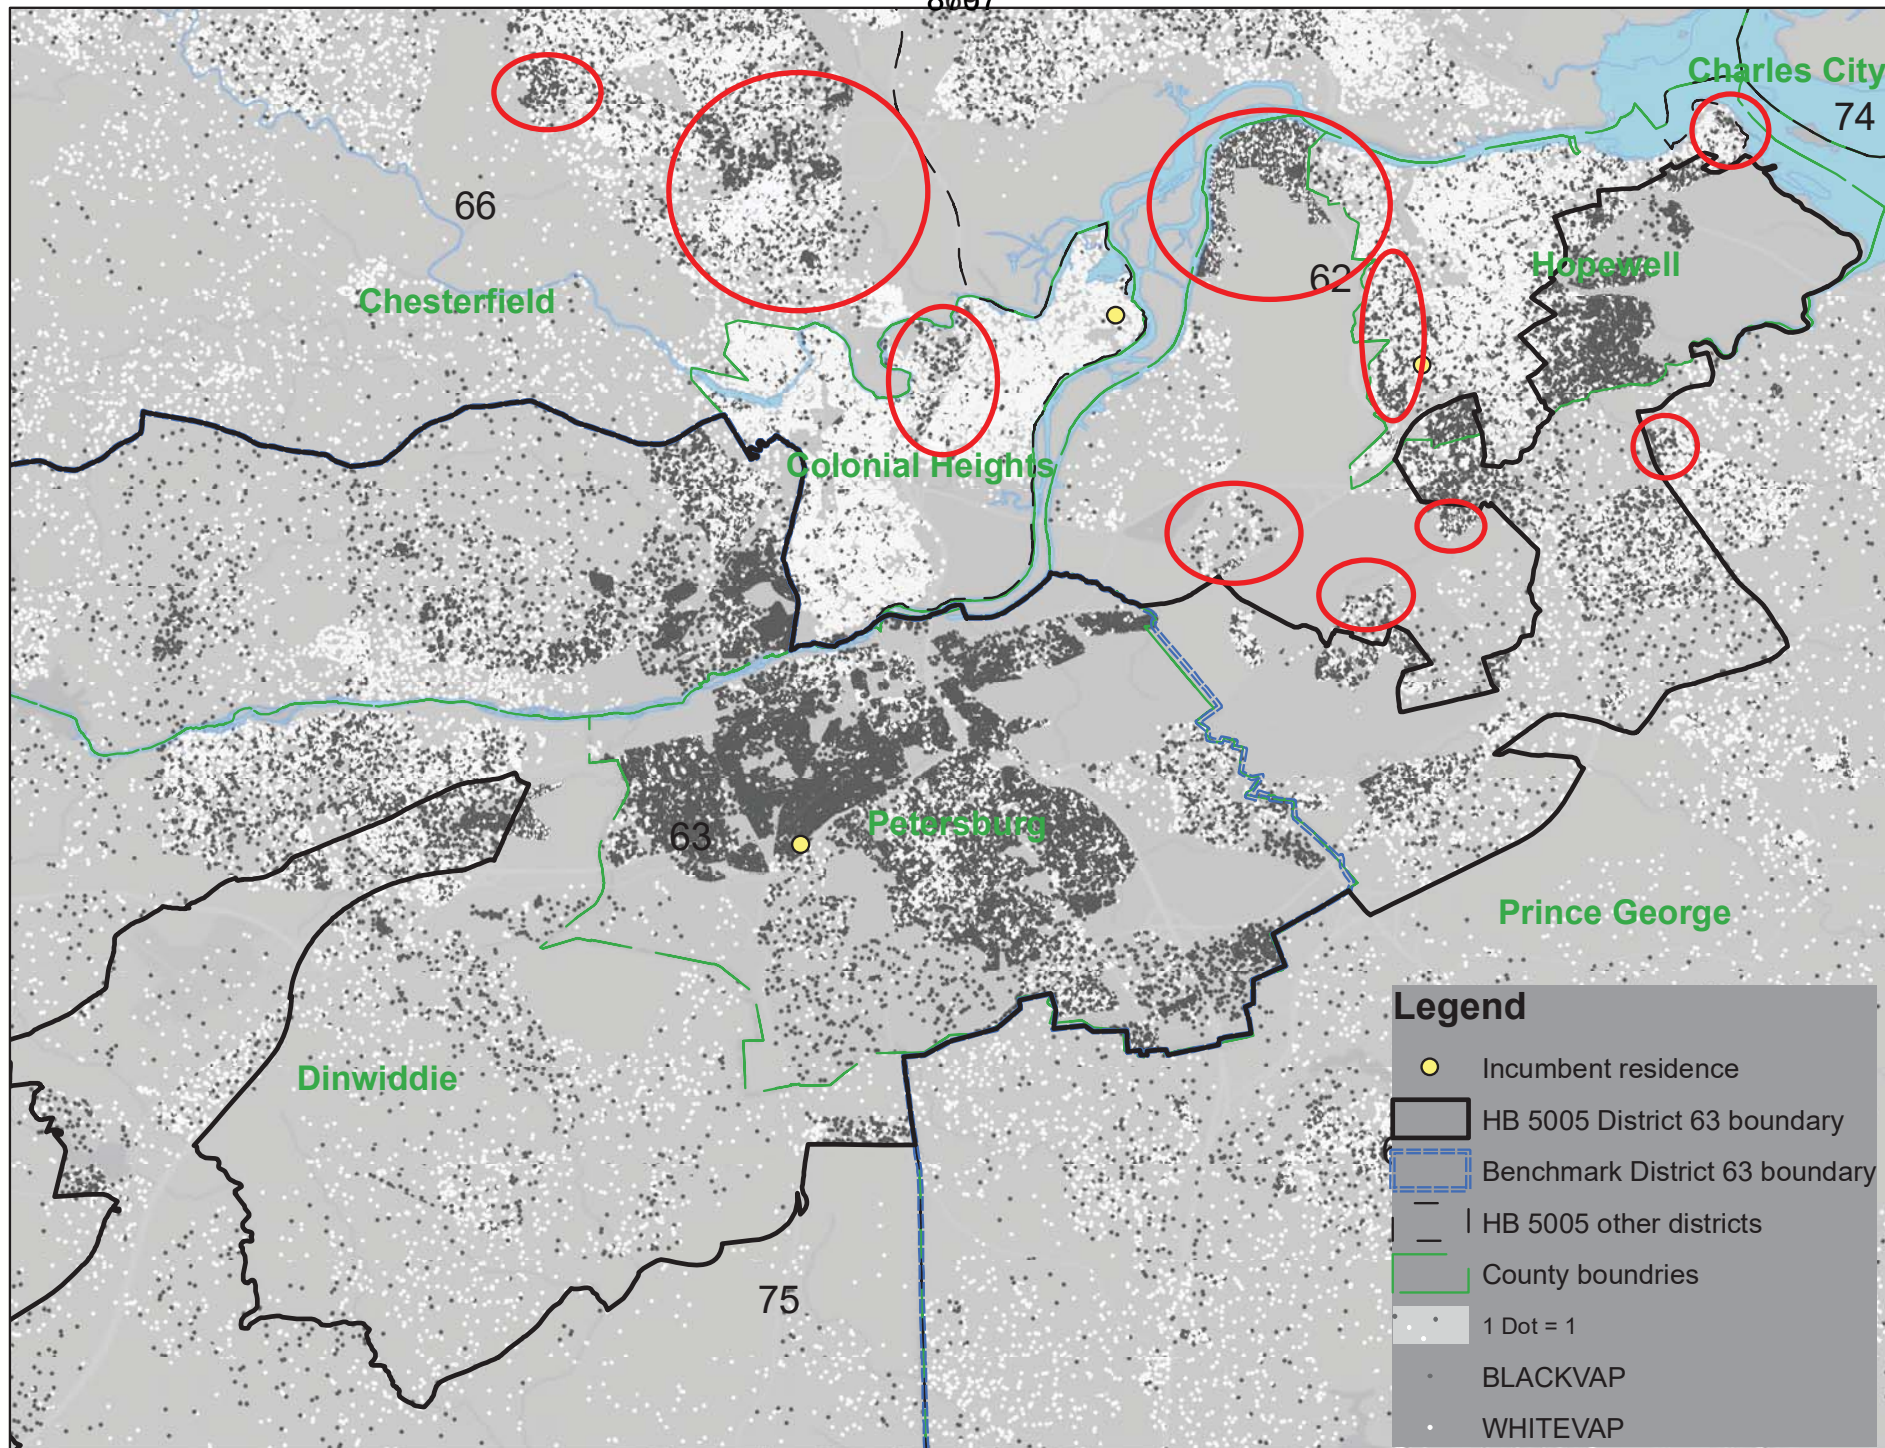 Charles City
74
66
62
Hopewell
Chesterfield
Colonial Heights
63
Petersburg
Prince George
Dinwiddie
75
Legend
Incumbent residence
HB 5005 District 63 boundary
Benchmark District 63 boundary
HB 5005 other districts
County boundries
1 Dot = 1
BLACKVAP
WHITEVAP